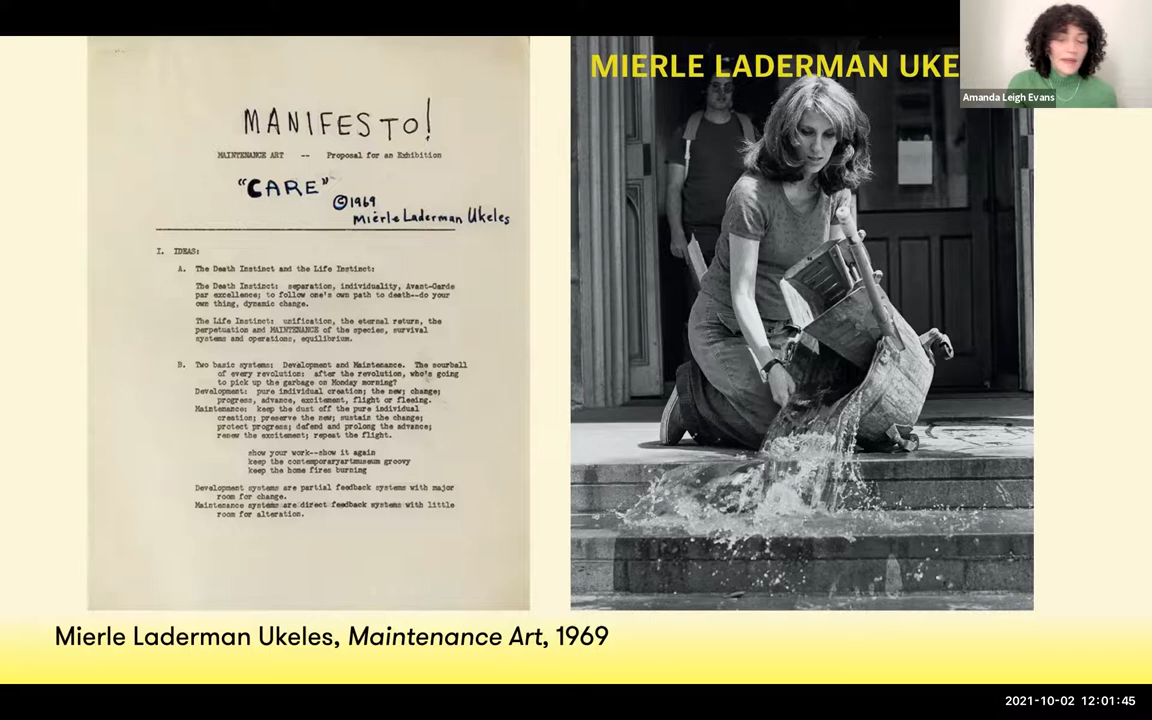 MANIFESTO!
MAINTENANCE ART -- Proposal for an Exhibition
"CARE"
©1969
Mierle Laderman Ukeles
I. IDEAS:
A. The Death Instinct and the Life Instinct:
The Death Instinct: separation, individuality, Avant-Garde
par excellence; to follow one's own path to death--do your
own thing, dynamic change.
The Life Instinct: unification, the eternal return, the
perpetuation and MAINTENANCE of the species, survival
systems and operations, equilibrium.
B. Two basic systems: Development and Maintenance. The sourball
of every revolution: after the revolution, who's going
to pick up the garbage on Monday morning?
Development: pure individual creation; the new; change;
progress, advance, excitement, flight or fleeing.
Maintenance: keep the dust off the pure individual
creation; preserve the new; sustain the change;
protect progress; defend and prolong the advance;
renew the excitement; repeat the flight.
show your work--show it again
keep the contemporaryartmuseum groovy
keep the home fires burning
Development systems are partial feedback systems with major
room for change.
Maintenance systems are direct feedback systems with little
room for alteration.
MIERLE LADERMAN UKE
Amanda Leigh Evans
Mierle Laderman Ukeles, Maintenance Art, 1969
2021-10-02 12:01:45